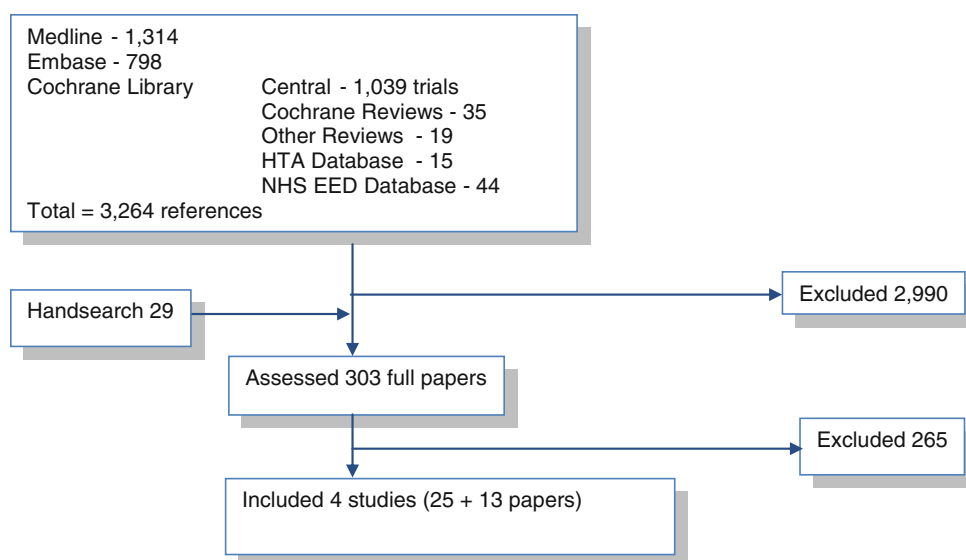 Medline - 1,314
Embase - 798
Cochrane Library Central - 1,039 trials
Cochrane Reviews - 35
Other Reviews - 19
HTA Database - 15
NHS EED Database - 44
Total = 3,264 references
Excluded 2,990
Handsearch 29
Assessed 303 full papers
Excluded 265
Included 4 studies (25 + 13 papers)